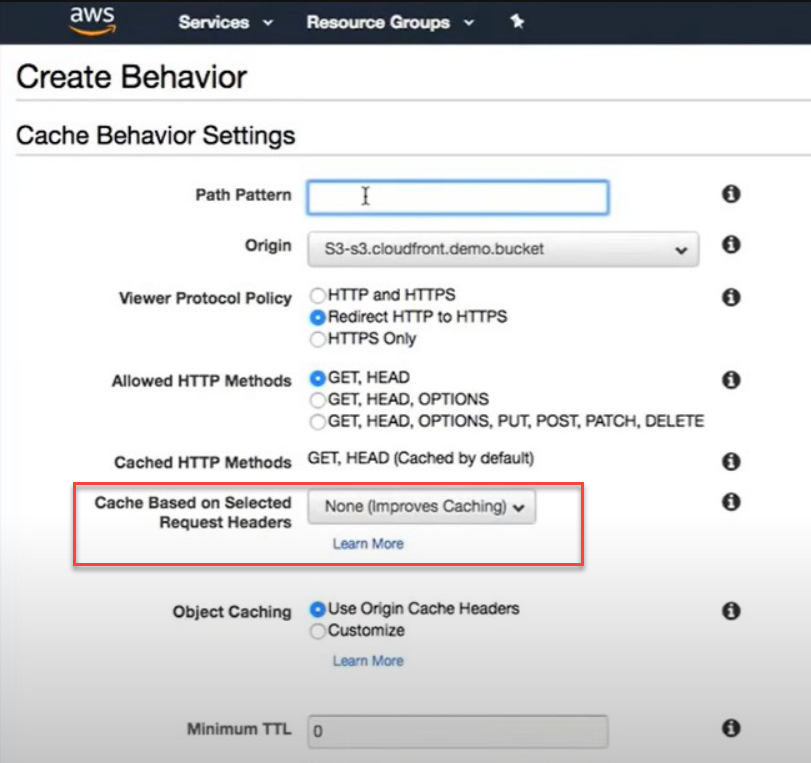 aws
Services
Resource Groups
Create Behavior
Cache Behavior Settings
Path Pattern
Origin
S3-s3.cloudfront.demo.bucket
Viewer Protocol Policy
HTTP and HTTPS
Redirect HTTP to HTTPS
HTTPS Only
Allowed HTTP Methods
GET, HEAD
GET, HEAD, OPTIONS
GET, HEAD, OPTIONS, PUT, POST, PATCH, DELETE
Cached HTTP Methods
GET, HEAD (Cached by default)
Cache Based on Selected
Request Headers
None (Improves Caching)
Learn More
Object Caching
Use Origin Cache Headers
Customize
Learn More
Minimum TTL
0